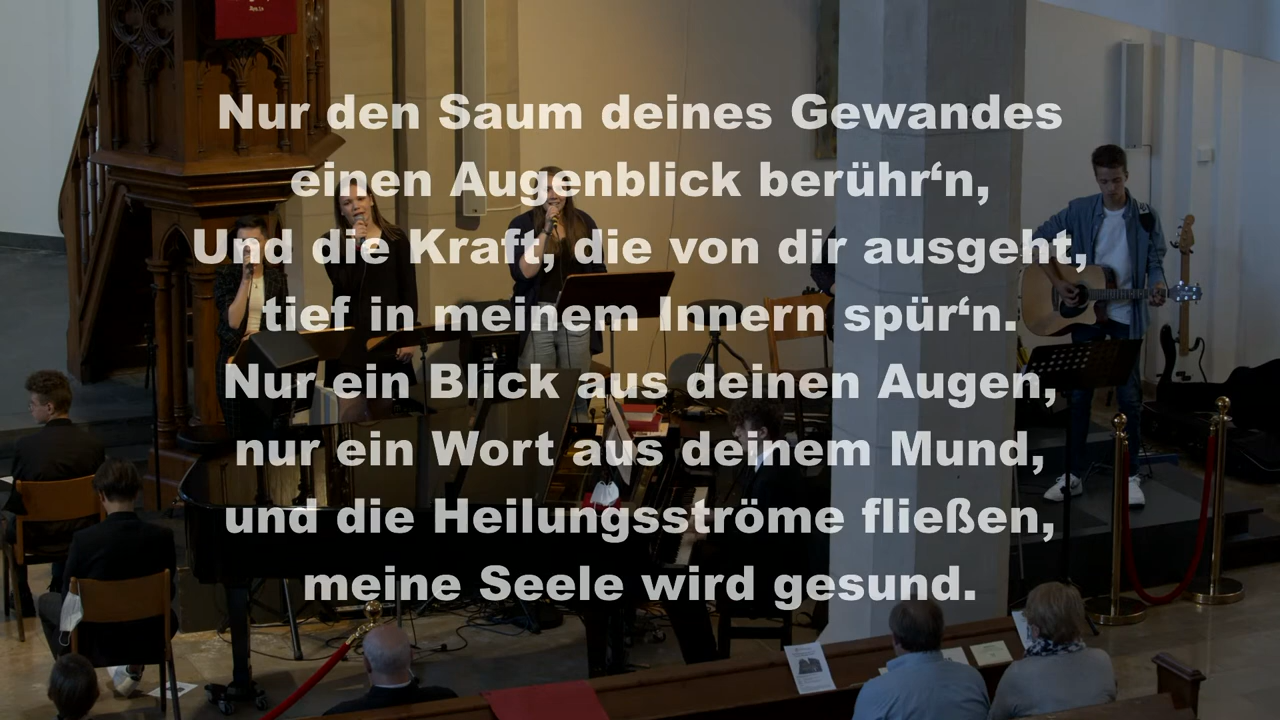 Nur den Saum deines Gewandes
einen Augenblick berühr‘n,
Und die Kraft, die von dir ausgeht,
tief in meinem Innern spür‘n.
Nur ein Blick aus deinen Augen,
nur ein Wort aus deinem Mund,
und die Heilungsströme fließen,
meine Seele wird gesund.